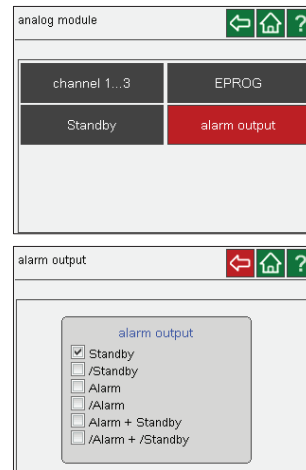 analog module
?
channel 1...3
EPROG
Standby
alarm output
alarm output
?
alarm output
Standby
/Standby
Alarm
/Alarm
Alarm + Standby
/Alarm + /Standby